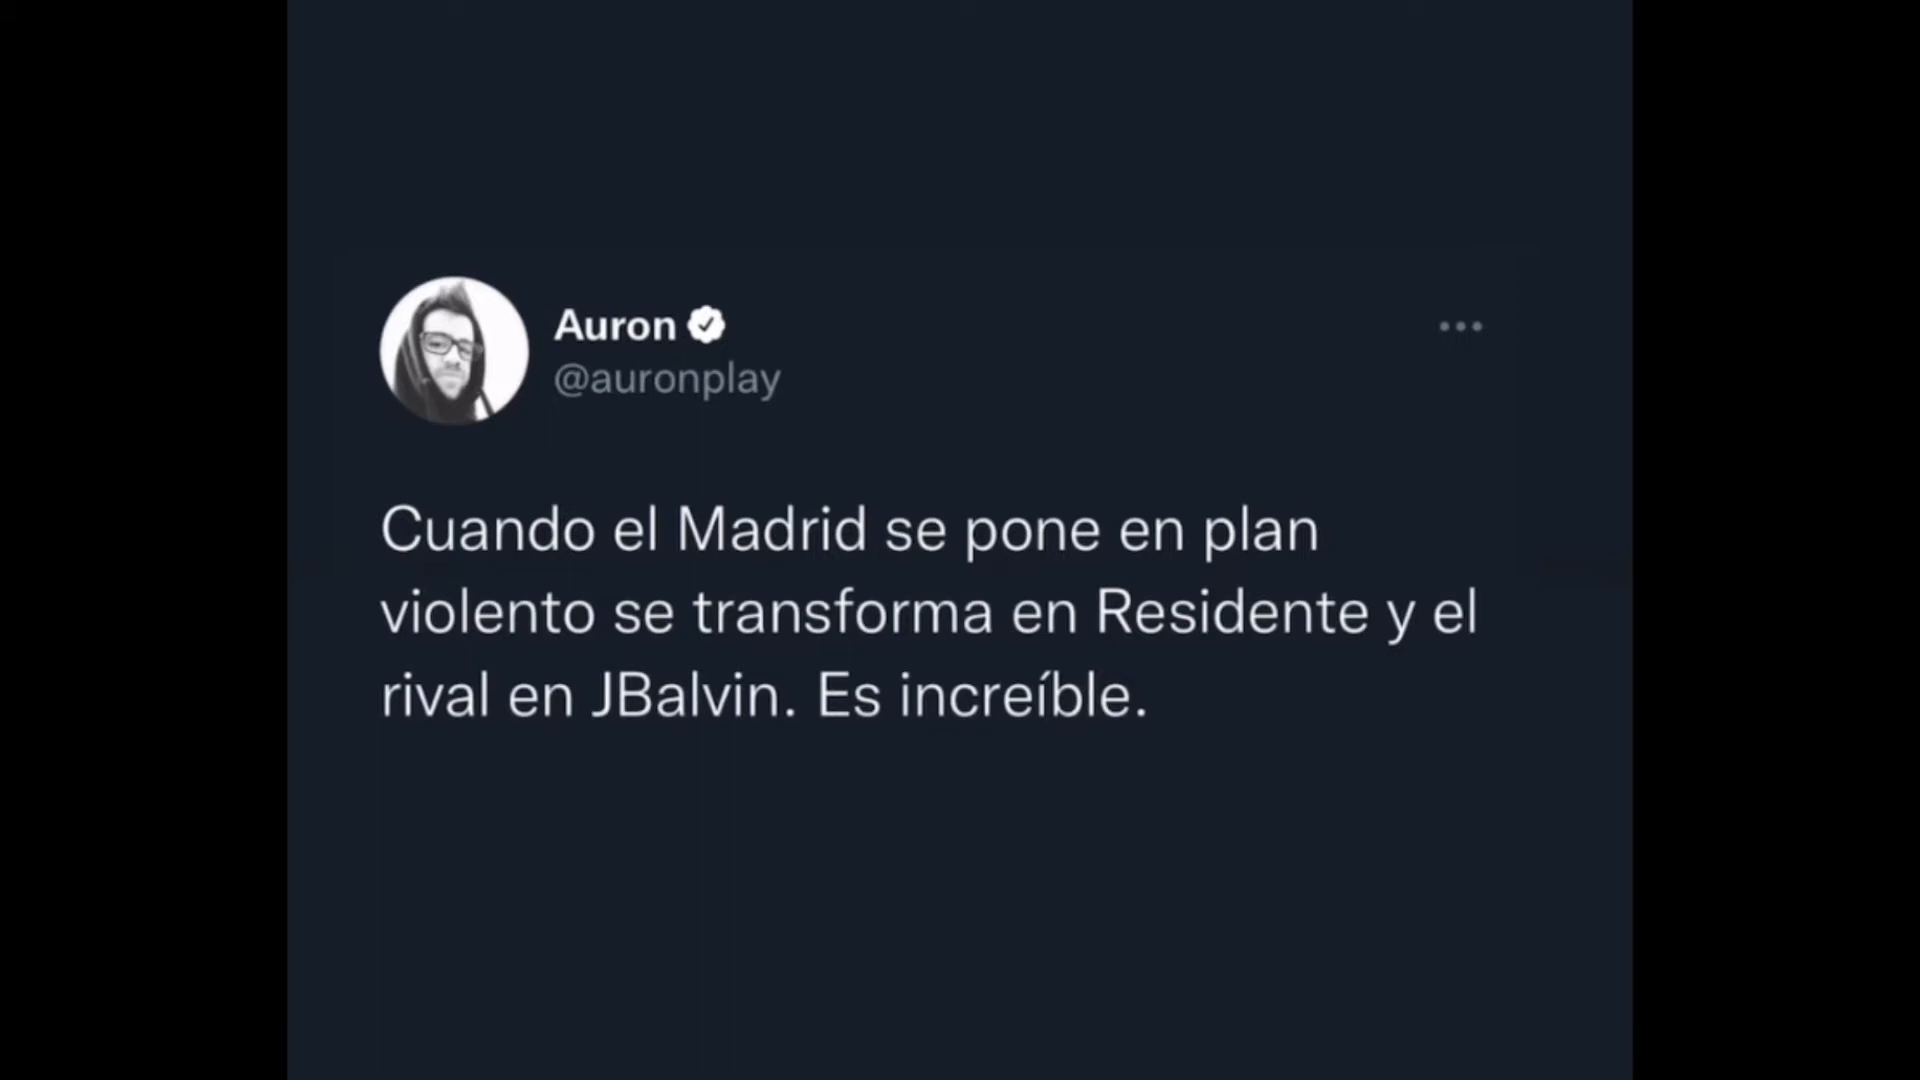 Auron
@auronplay
Cuando el Madrid se pone en plan
violento se transforma en Residente y el
rival en JBalvin. Es increíble.